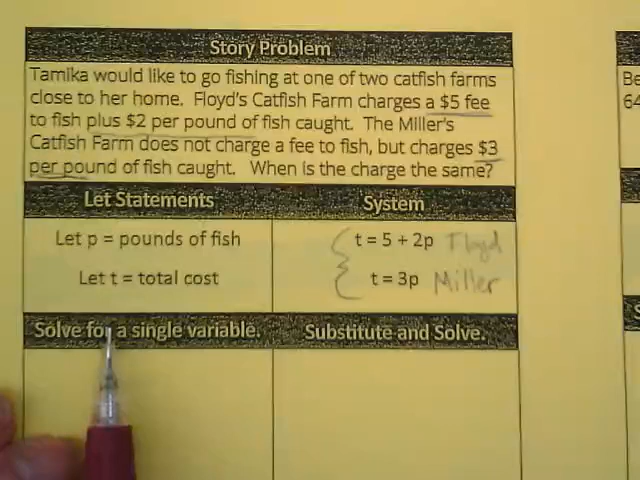 Story Problem
Tamika would like to go fishing at one of two catfish farms
close to her home. Floyd's Catfish Farm charges a $5 fee
to fish plus $2 per pound of fish caught. The Miller's
Catfish Farm does not charge a fee to fish, but charges $3
per pound of fish caught. When is the charge the same?
Let Statements
System
Let p = pounds of fish
t = 5 + 2p Floyd
Let t = total cost
t = 3p Miller
Solve for a single variable.
Substitute and Solve.
Be
64